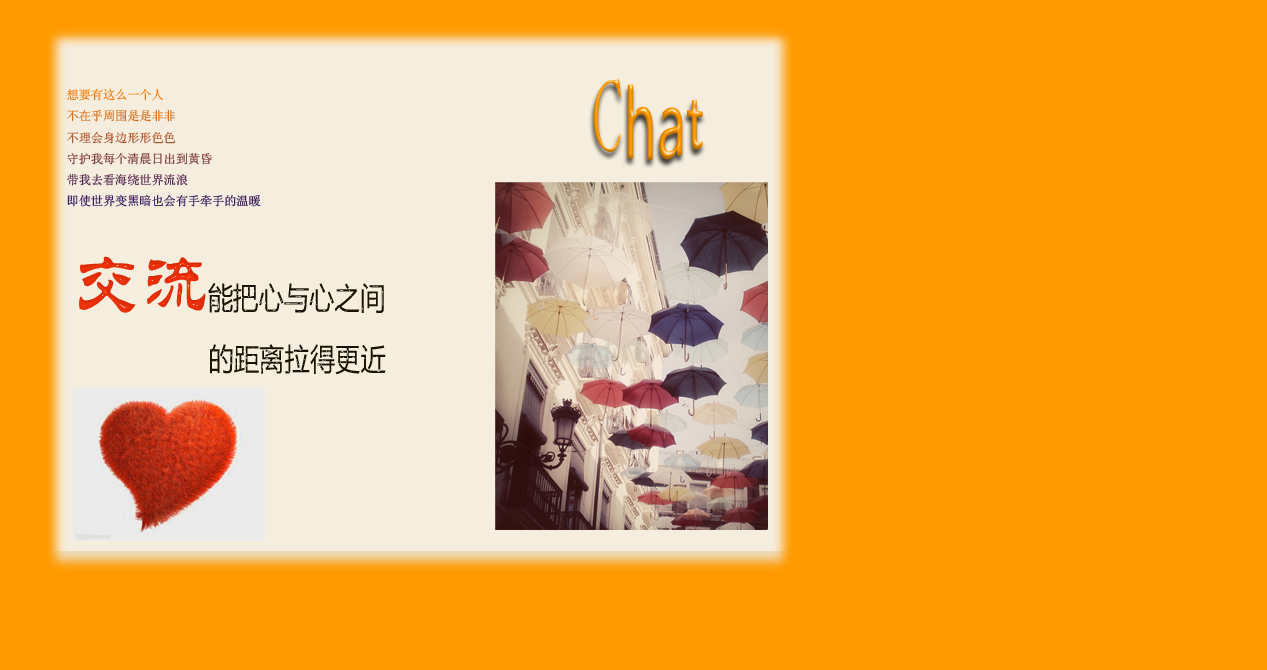 想要有这么一个人
不在乎周围是是非非
不理会身边形形色色
守护我每个清晨日出到黄昏
带我去看海绕世界流浪
即使世界变黑暗也会有手牵手的温暖
Chat
交流能把心与心之间
的距离拉得更近